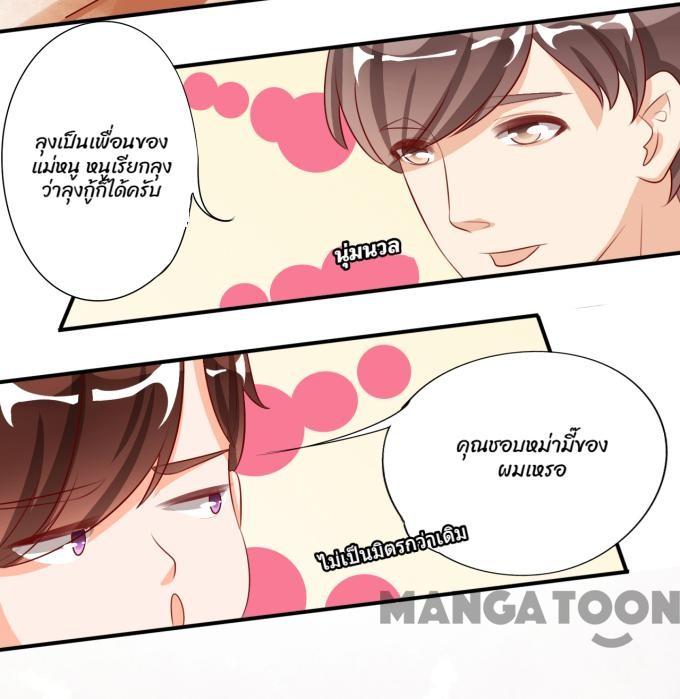 ลุงเป็นเพื่อนของ
แม่หนู หนูเรียกลุง
ว่าลุงกู้ก็ได้ครับ
นุ่มนวล
คุณชอบหม่ามี๊ของ
ผมเหรอ
ไม่เป็นมิตรกว่าเดิม
MANGATOON